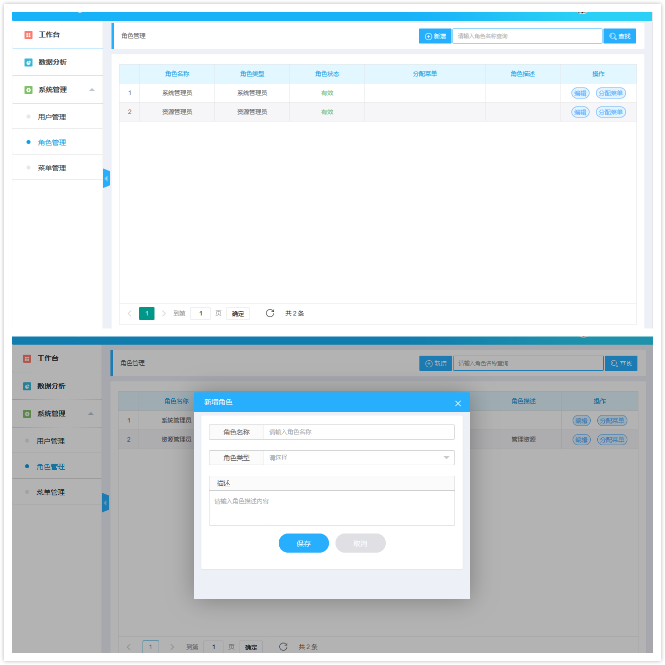 工作台
角色管理
新增
请输入角色名称查询
查找
数据分析
系统管理
用户管理
角色管理
菜单管理
角色名称 角色类型 角色状态 分配菜单 角色描述 操作
1 系统管理员 系统管理员 有效 编辑 分配菜单
2 资源管理员 资源管理员 有效 编辑 分配菜单
1 到第 1 页 确定 共 2 条
工作台
角色管理
请输入角色名称查询
数据分析
系统管理
用户管理
角色管理
菜单管理
角色名称 角色描述 操作
1 系统管理员 编辑 分配菜单
2 资源管理员 管理资源 编辑 分配菜单
新增角色
角色名称 请输入角色名称
角色类型 请选择
描述
请输入角色描述内容
保存 取消
1 到第 1 页 确定 共 2 条